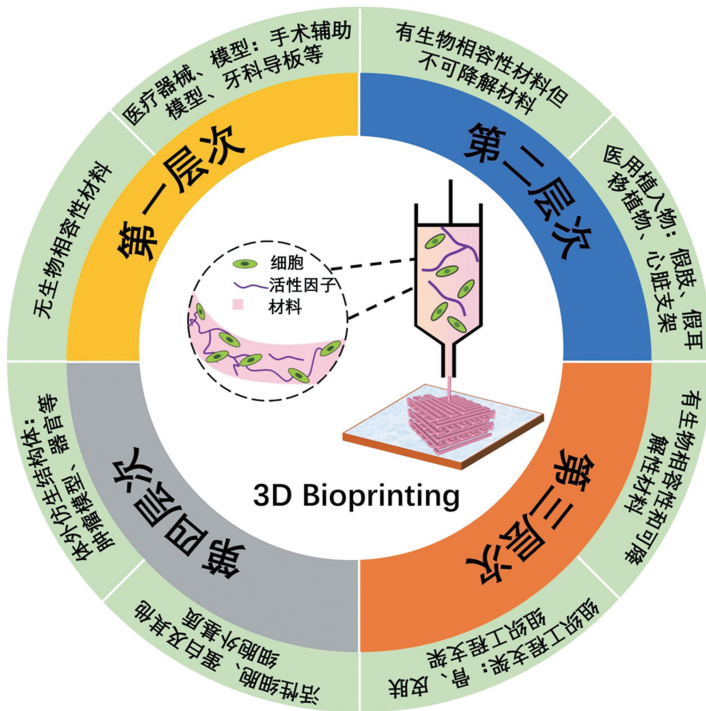 第一层次
无生物相容性材料
医疗器械、模型：手术辅助
模型、牙科导板等
第二层次
有生物相容性材料但
不可降解材料
医用植入物：假肢、假耳
移植物、心脏支架
第三层次
有生物相容性和可降
解性材料
组织工程支架：骨、皮肤
组织工程支架
第四层次
活性细胞、蛋白及其他
细胞外基质
体外仿生结构体：
肿瘤模型、器官等
细胞
活性因子
材料
3D Bioprinting